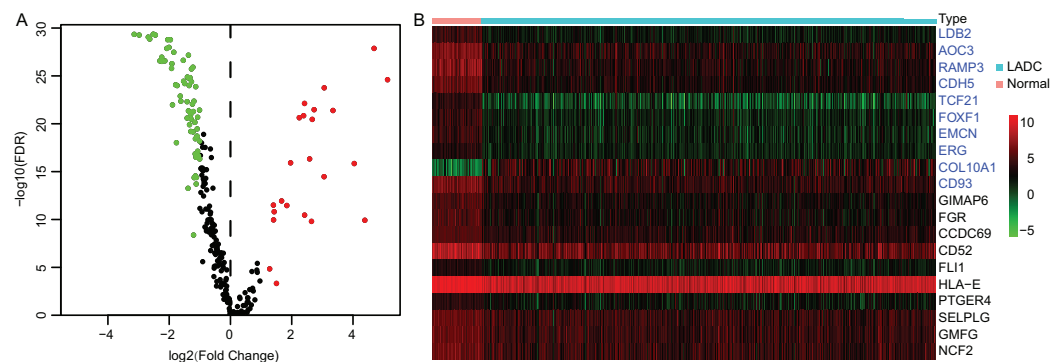 A
−log10(FDR)
30
25
20
15
10
5
0
−4
−2
0
2
4
log2(Fold Change)
B
Type
LDB2
AOC3
RAMP3
CDH5
TCF21
FOXF1
EMCN
ERG
COL10A1
CD93
GIMAP6
FGR
CCDC69
CD52
FLI1
HLA−E
PTGER4
SELPLG
GMFG
NCF2
LADC
Normal
10
5
0
−5